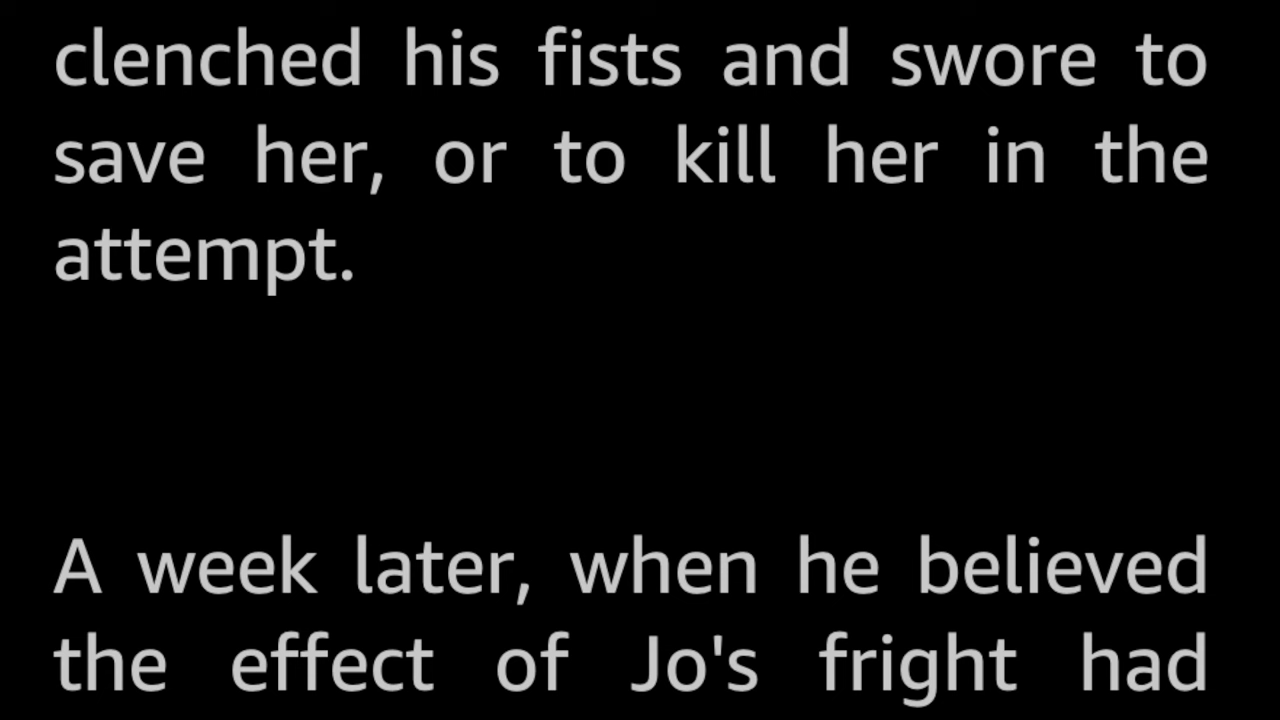 clenched his fists and swore to
save her, or to kill her in the
attempt.
A week later, when he believed
the effect of Jo's fright had